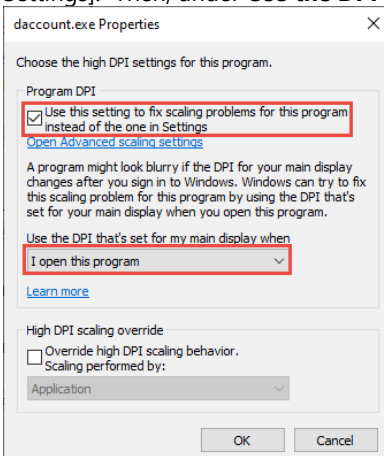 daccount.exe Properties
Choose the high DPI settings for this program.
Program DPI
Use this setting to fix scaling problems for this program
instead of the one in Settings
Open Advanced scaling settings
A program might look blurry if the DPI for your main display
changes after you sign in to Windows. Windows can try to fix
this scaling problem for this program by using the DPI that's
set for your main display when you open this program.
Use the DPI that's set for my main display when
I open this program
Learn more
High DPI scaling override
Override high DPI scaling behavior.
Scaling performed by:
Application
OK Cancel